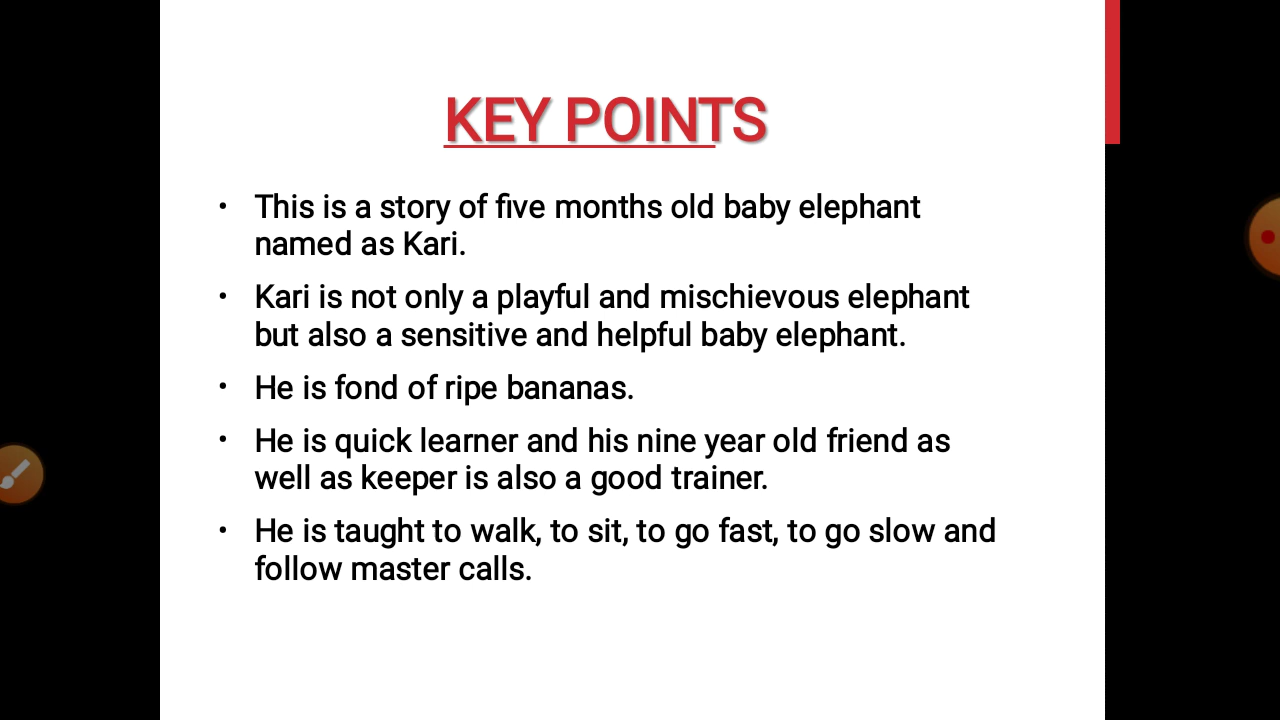 KEY POINTS
• This is a story of five months old baby elephant
named as Kari.
• Kari is not only a playful and mischievous elephant
but also a sensitive and helpful baby elephant.
• He is fond of ripe bananas.
• He is quick learner and his nine year old friend as
well as keeper is also a good trainer.
• He is taught to walk, to sit, to go fast, to go slow and
follow master calls.